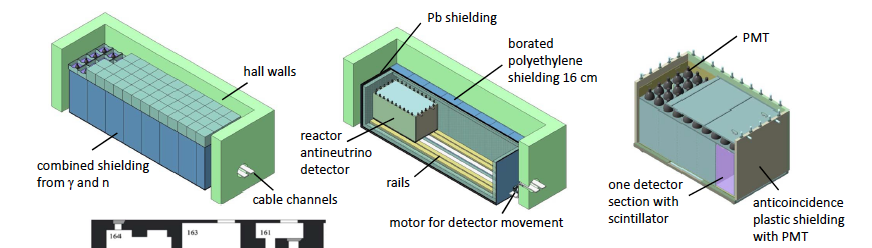 Pb shielding
borated
polyethylene
shielding 16 cm
PMT
hall walls
reactor
antineutrino
detector
combined shielding
from γ and n
rails
cable channels
motor for detector movement
one detector
section with
scintillator
anticoincidence
plastic shielding
with PMT
164
163
161